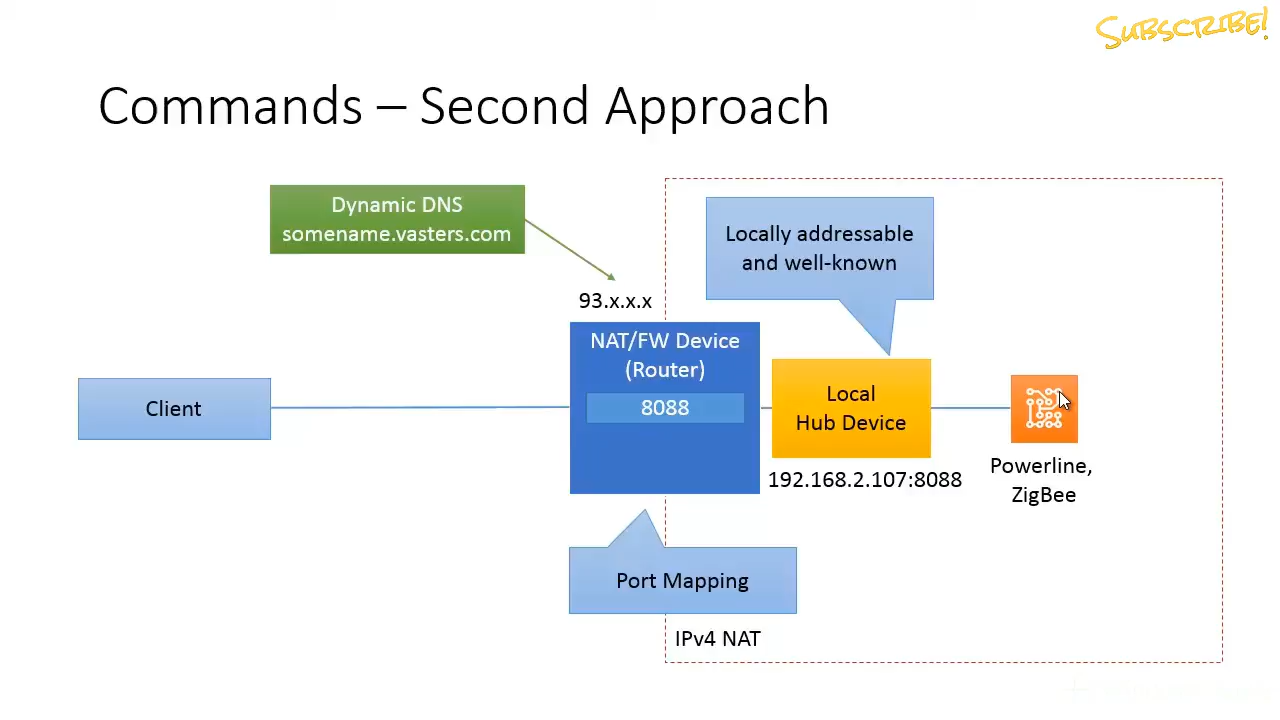 SUBSCRIBE!
Commands – Second Approach
Dynamic DNS
somename.vasters.com
Locally addressable
and well-known
93.x.x.x
NAT/FW Device
(Router)
8088
Client
Local
Hub Device
192.168.2.107:8088
Powerline,
ZigBee
Port Mapping
IPv4 NAT